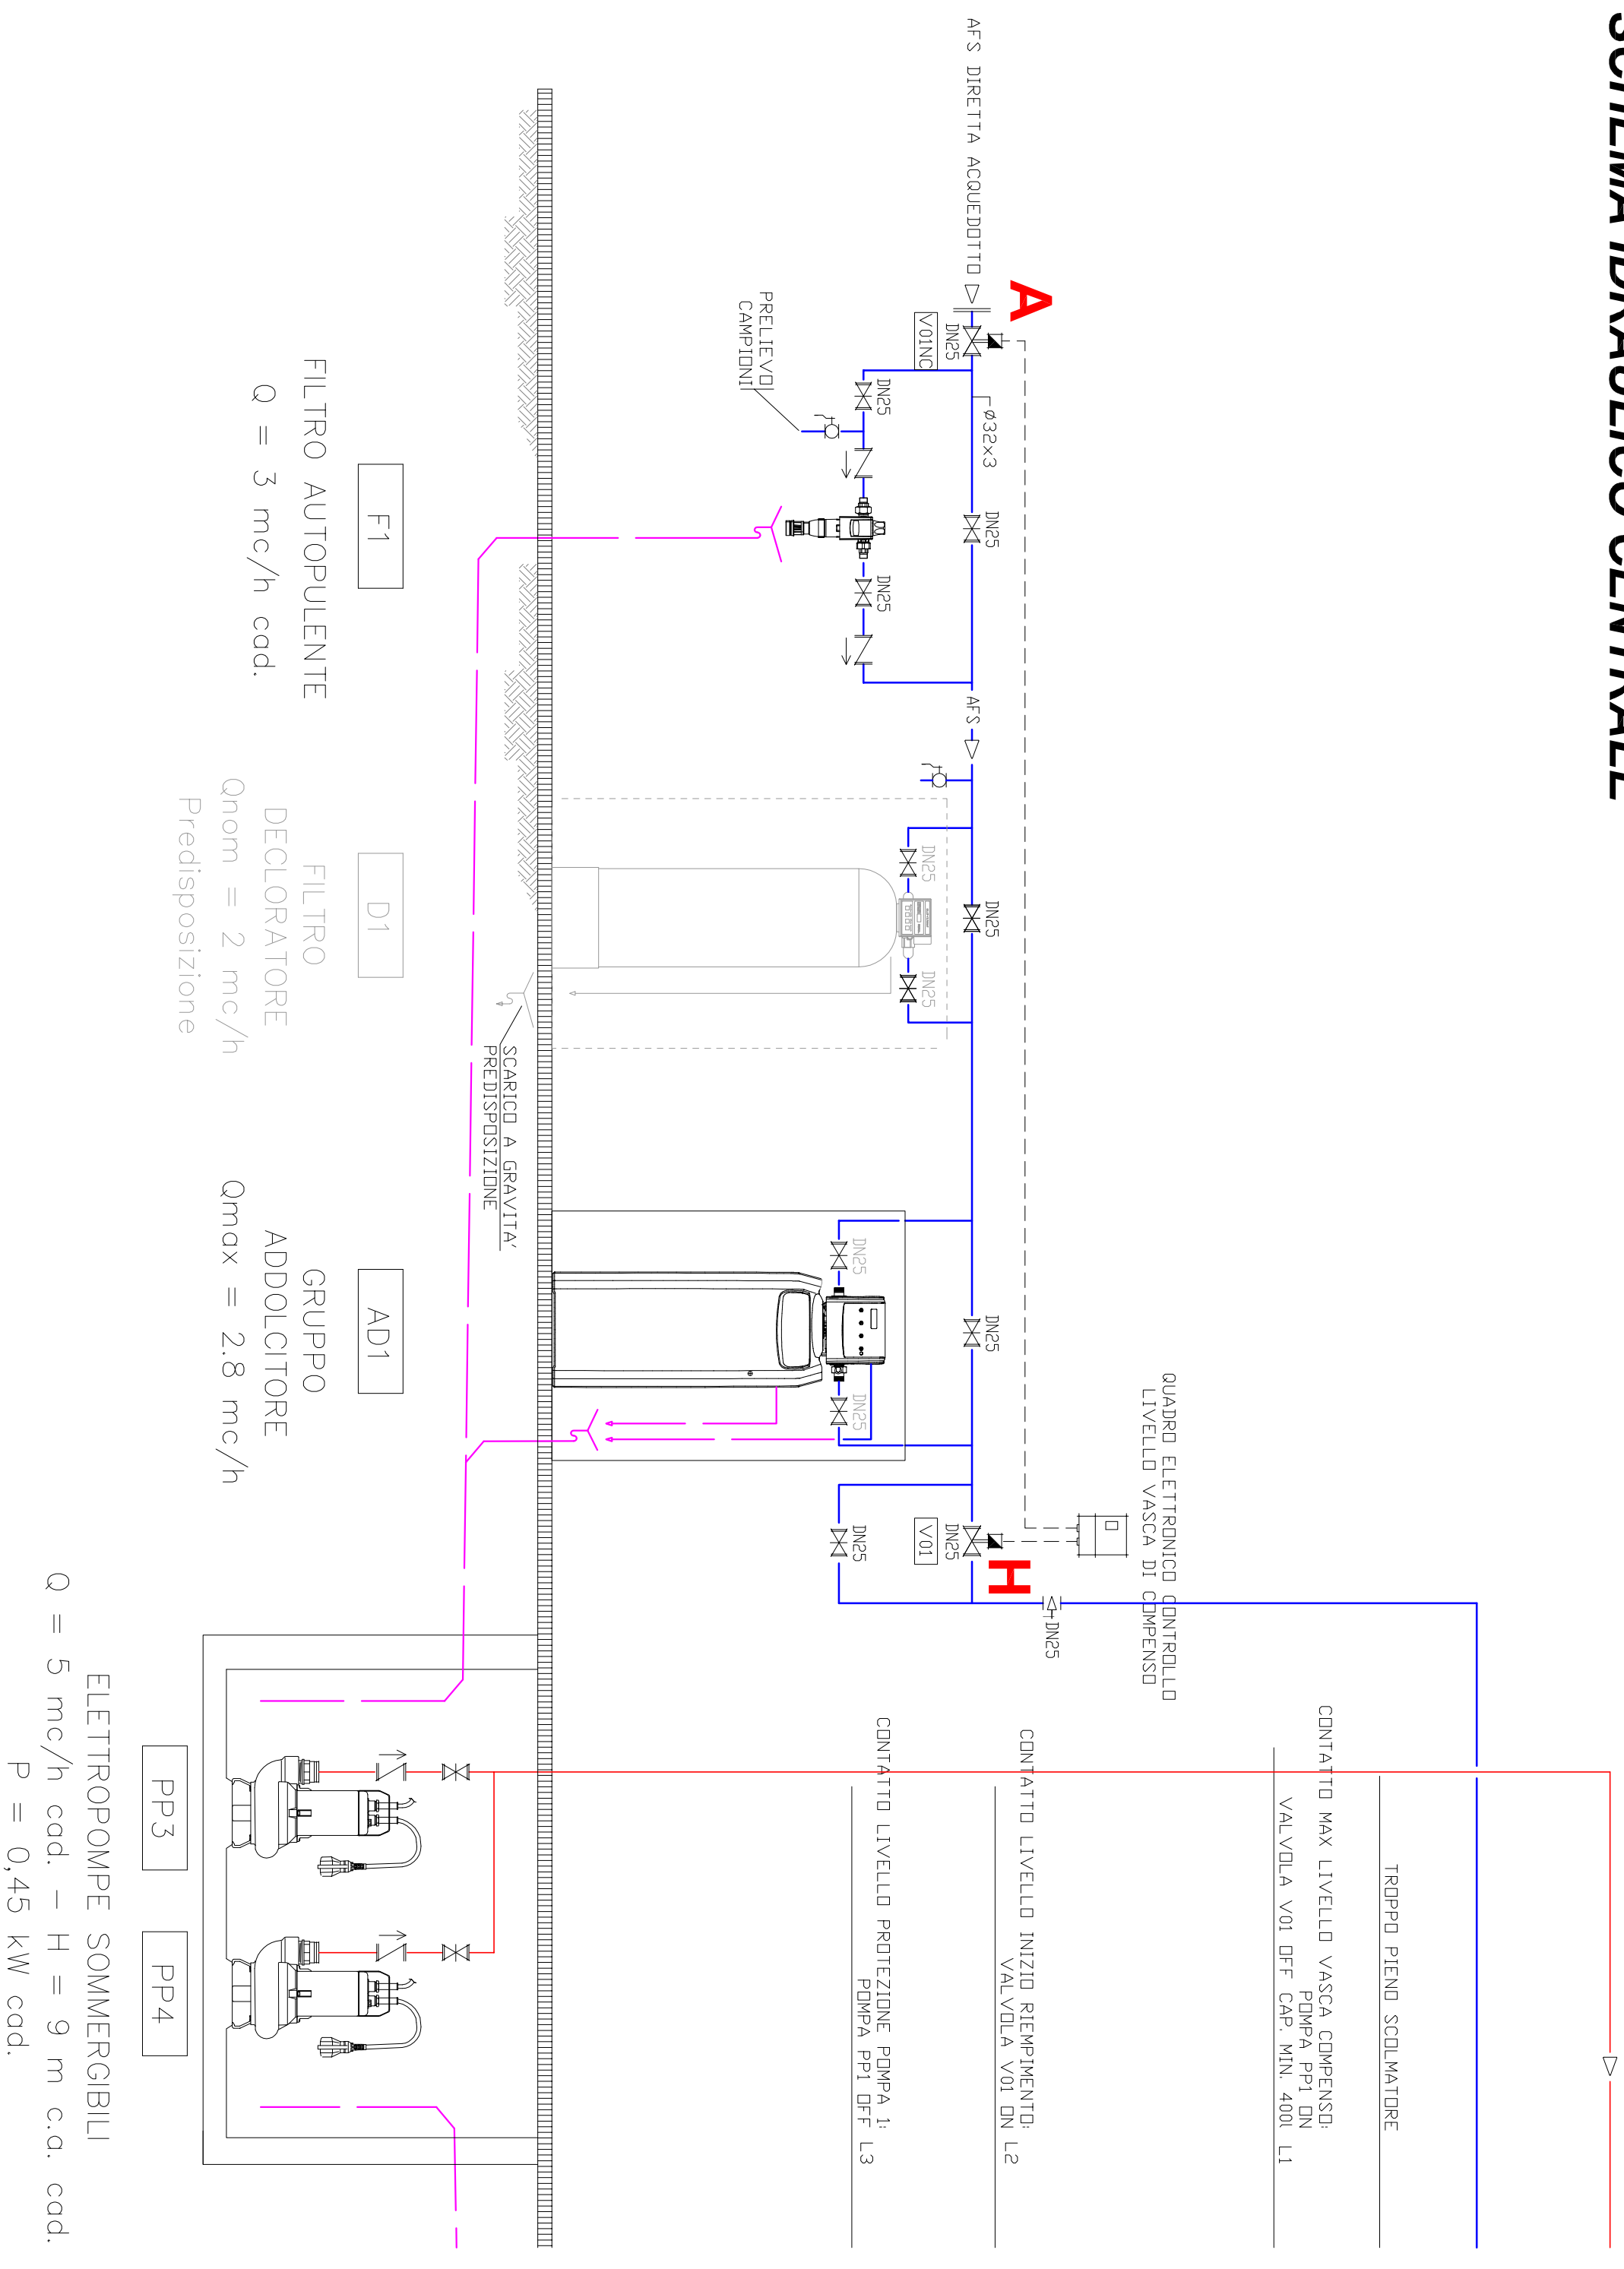 SCHEMA IDRAULICO CENTRALE
AFS DIRETTA ACQUEDOTTO
A
V01NC
DN25
Ø32x3
DN25
PRELIEVO
CAMPIONI
DN25
DN25
AFS
DN25
DN25
DN25
DN25
DN25
DN25
QUADRO ELETTRONICO CONTROLLO
LIVELLO VASCA DI COMPENSO
V01
DN25
H
DN25
DN25
SCARICO A GRAVITA'
PREDISPOSIZIONE
TROPPO PIENO SCOLMATORE
CONTATTO MAX LIVELLO VASCA COMPENSO:
POMPA PP1 ON
VALVOLA V01 OFF CAP. MIN. 400l L1
CONTATTO LIVELLO INIZIO RIEMPIMENTO:
VALVOLA V01 ON L2
CONTATTO LIVELLO PROTEZIONE POMPA 1:
POMPA PP1 OFF L3
F1
FILTRO AUTOPULENTE
Q = 3 mc/h cad.
D1
FILTRO
DECLORATORE
Qnom = 2 mc/h
Predisposizione
AD1
GRUPPO
ADDOLCITORE
Qmax = 2.8 mc/h
PP3
PP4
ELETTROPOMPE SOMMERGIBILI
Q = 5 mc/h cad. – H = 9 m c.a. cad.
P = 0,45 kW cad.